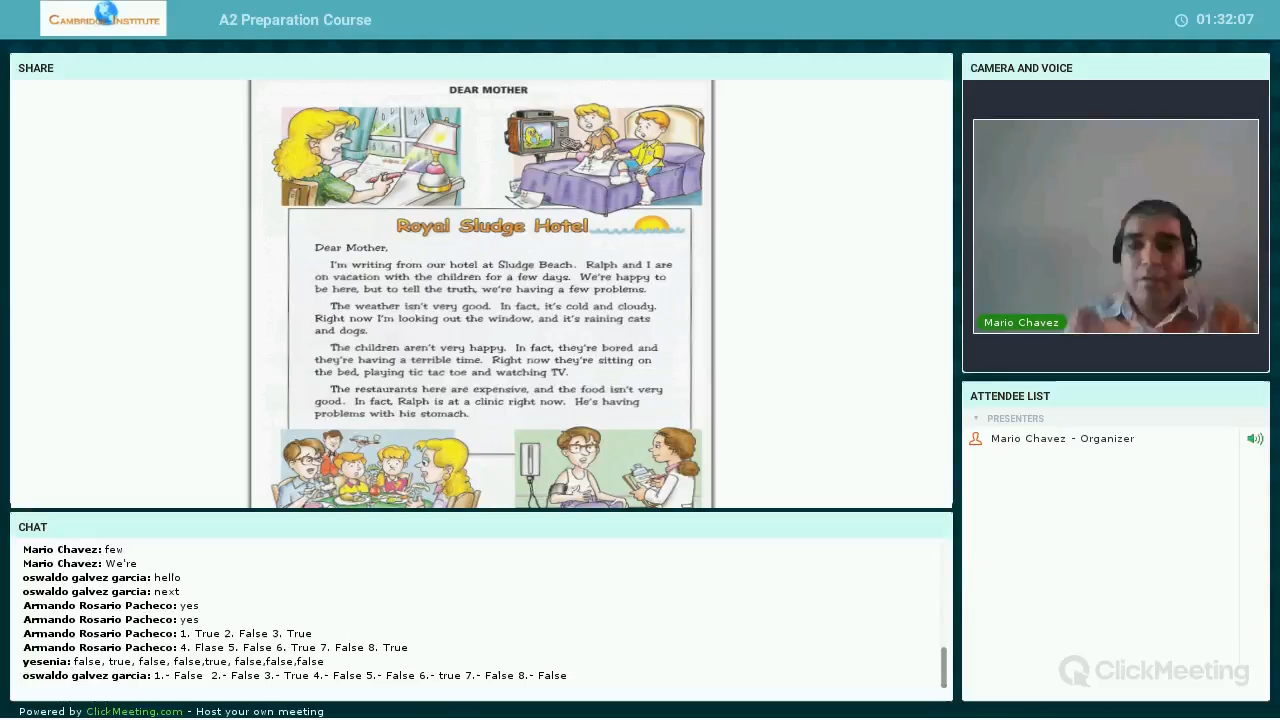 CAMBRIDGE INSTITUTE
A2 Preparation Course
01:32:07
SHARE
DEAR MOTHER
Royal Sludge Hotel
Dear Mother,
I'm writing from our hotel at Sludge Beach. Ralph and I are
on vacation with the children for a few days. We're happy to
be here, but to tell the truth, we're having a few problems.
The weather isn't very good. In fact, it's cold and cloudy.
Right now I'm looking out the window, and it's raining cats
and dogs.
The children aren't very happy. In fact, they're bored and
they're having a terrible time. Right now they're sitting on
the bed, playing tic tac toe and watching TV.
The restaurants here are expensive, and the food isn't very
good. In fact, Ralph is at a clinic right now. He's having
problems with his stomach.
CAMERA AND VOICE
Mario Chavez
ATTENDEE LIST
PRESENTERS
Mario Chavez - Organizer
CHAT
Mario Chavez: few
Mario Chavez: We're
oswaldo galvez garcia: hello
oswaldo galvez garcia: next
Armando Rosario Pacheco: yes
Armando Rosario Pacheco: yes
Armando Rosario Pacheco: 1. True 2. False 3. True
Armando Rosario Pacheco: 4. Flase 5. False 6. True 7. False 8. True
yesenia: false, true, false, false,true, false,false,false
oswaldo galvez garcia: 1.- False  2.- False 3.- True 4.- False 5.- False 6.- true 7.- False 8.- False
ClickMeeting
Powered by ClickMeeting.com - Host your own meeting